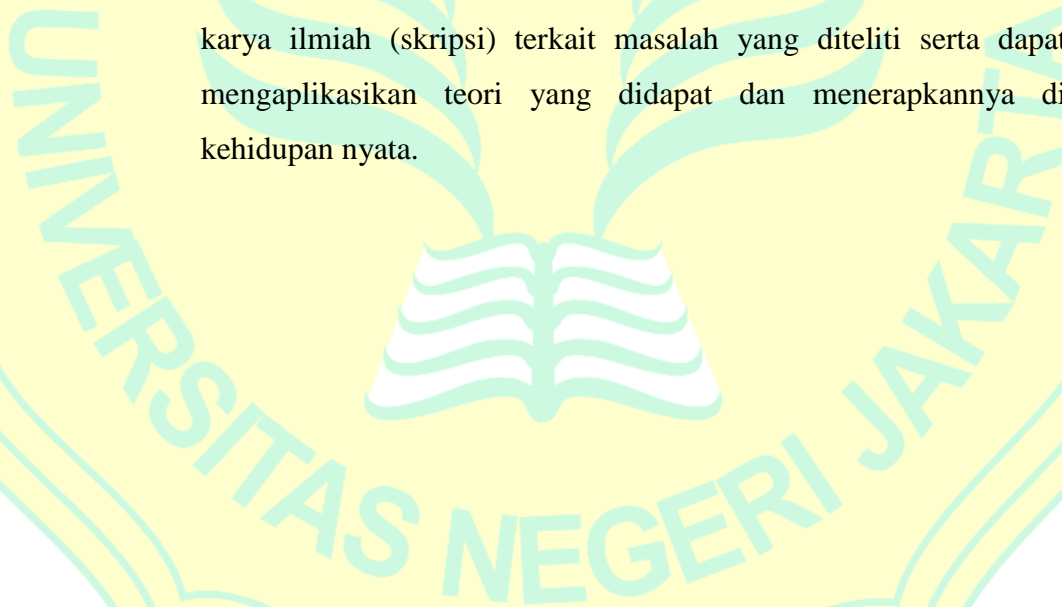 karya ilmiah (skripsi) terkait masalah yang diteliti serta dapat
mengaplikasikan teori yang didapat dan menerapkannya di
kehidupan nyata.
UNIVERSITAS NEGERI JAKARTA